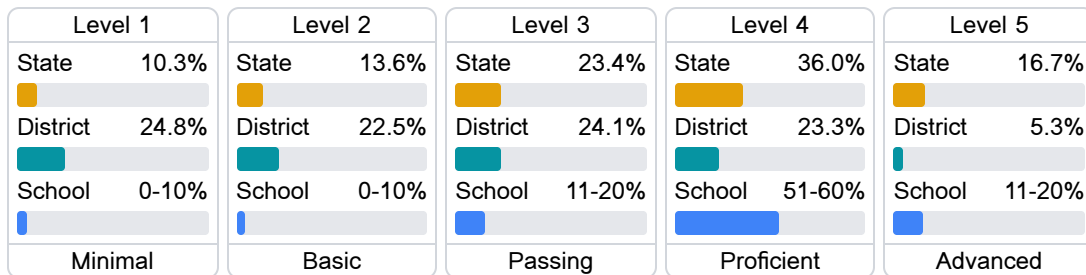 Level 1
State 10.3%
District 24.8%
School 0-10%
Minimal
Level 2
State 13.6%
District 22.5%
School 0-10%
Basic
Level 3
State 23.4%
District 24.1%
School 11-20%
Passing
Level 4
State 36.0%
District 23.3%
School 51-60%
Proficient
Level 5
State 16.7%
District 5.3%
School 11-20%
Advanced